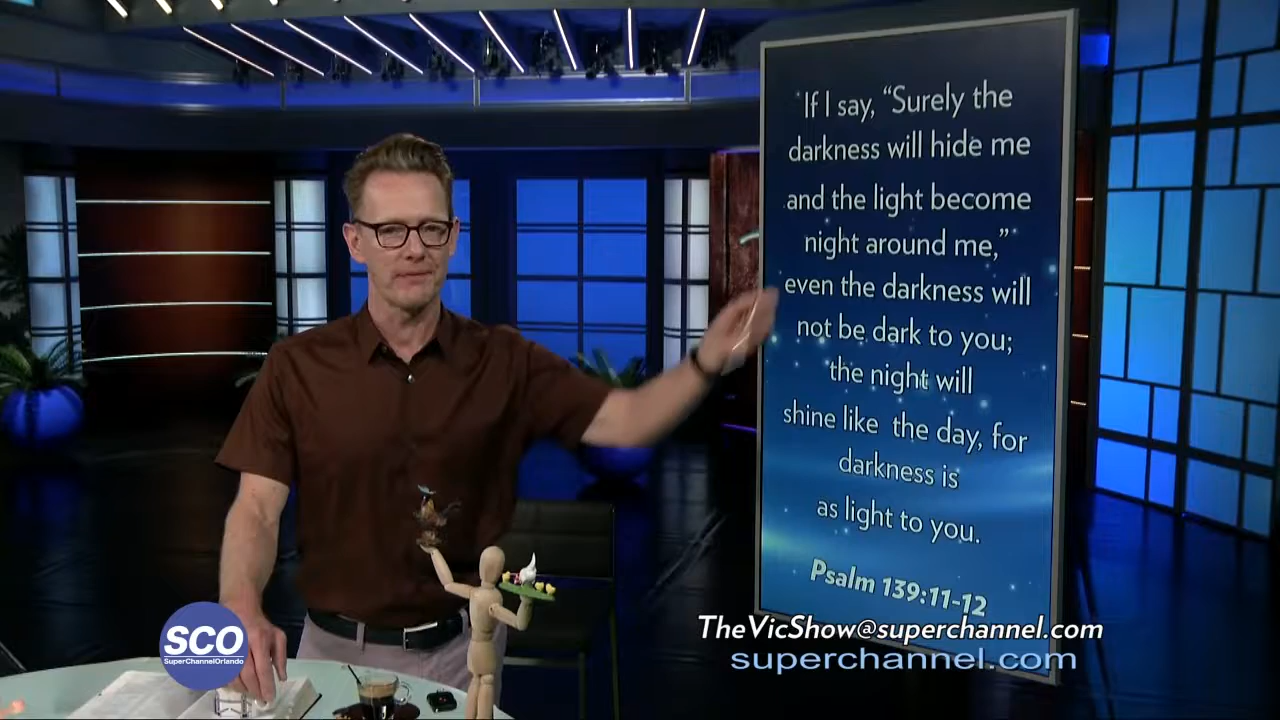 If I say, “Surely the
darkness will hide me
and the light become
night around me,”
even the darkness will
not be dark to you;
the night will
shine like the day, for
darkness is
as light to you.
Psalm 139:11-12
TheVicShow@superchannel.com
superchannel.com
SCO
SuperChannelOrlando